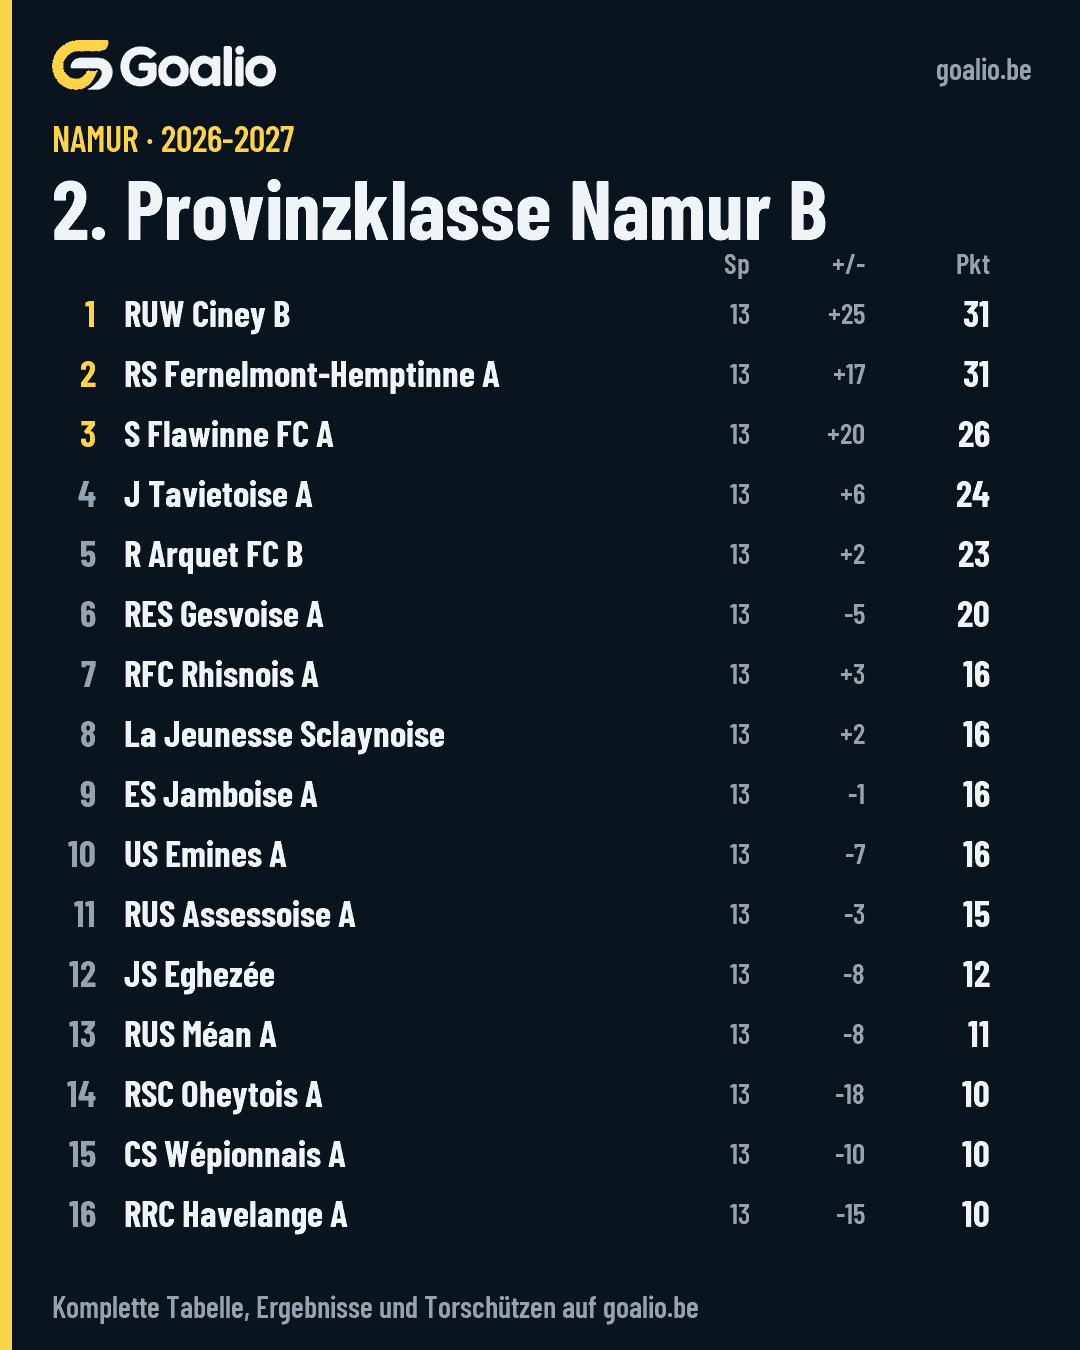 Goalio
goalio.be
NAMUR · 2026-2027
2. Provinzklasse Namur B
Sp +/- Pkt
1 RUW Ciney B 13 +25 31
2 RS Fernelmont-Hemptinne A 13 +17 31
3 S Flawinne FC A 13 +20 26
4 J Tavietoise A 13 +6 24
5 R Arquet FC B 13 +2 23
6 RES Gesvoise A 13 -5 20
7 RFC Rhisnois A 13 +3 16
8 La Jeunesse Sclaynoise 13 +2 16
9 ES Jamboise A 13 -1 16
10 US Emines A 13 -7 16
11 RUS Assessoise A 13 -3 15
12 JS Eghezée 13 -8 12
13 RUS Méan A 13 -8 11
14 RSC Oheytois A 13 -18 10
15 CS Wépionnais A 13 -10 10
16 RRC Havelange A 13 -15 10
Komplette Tabelle, Ergebnisse und Torschützen auf goalio.be